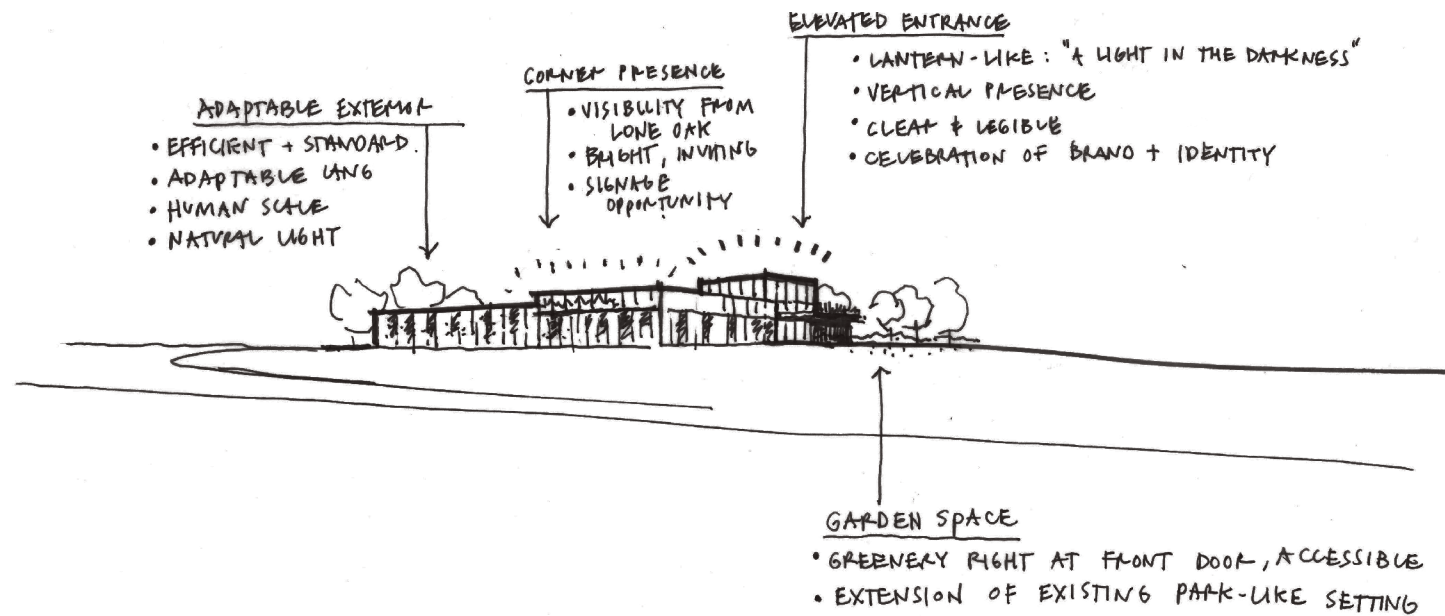 ELEVATED ENTRANCE
• LANTERN-LIKE: "A LIGHT IN THE DARKNESS"
• VERTICAL PRESENCE
• CLEAR & LEGIBLE
• CELEBRATION OF BRAND + IDENTITY
CORNER PRESENCE
• VISIBILITY FROM
LONE OAK
• BRIGHT, INVITING
• SIGNAGE
OPPORTUNITY
ADAPTABLE EXTERIOR
• EFFICIENT + STANDARD.
• ADAPTABLE LANG
• HUMAN SCALE
• NATURAL LIGHT
GARDEN SPACE
• GREENERY RIGHT AT FRONT DOOR, ACCESSIBLE
• EXTENSION OF EXISTING PARK-LIKE SETTING